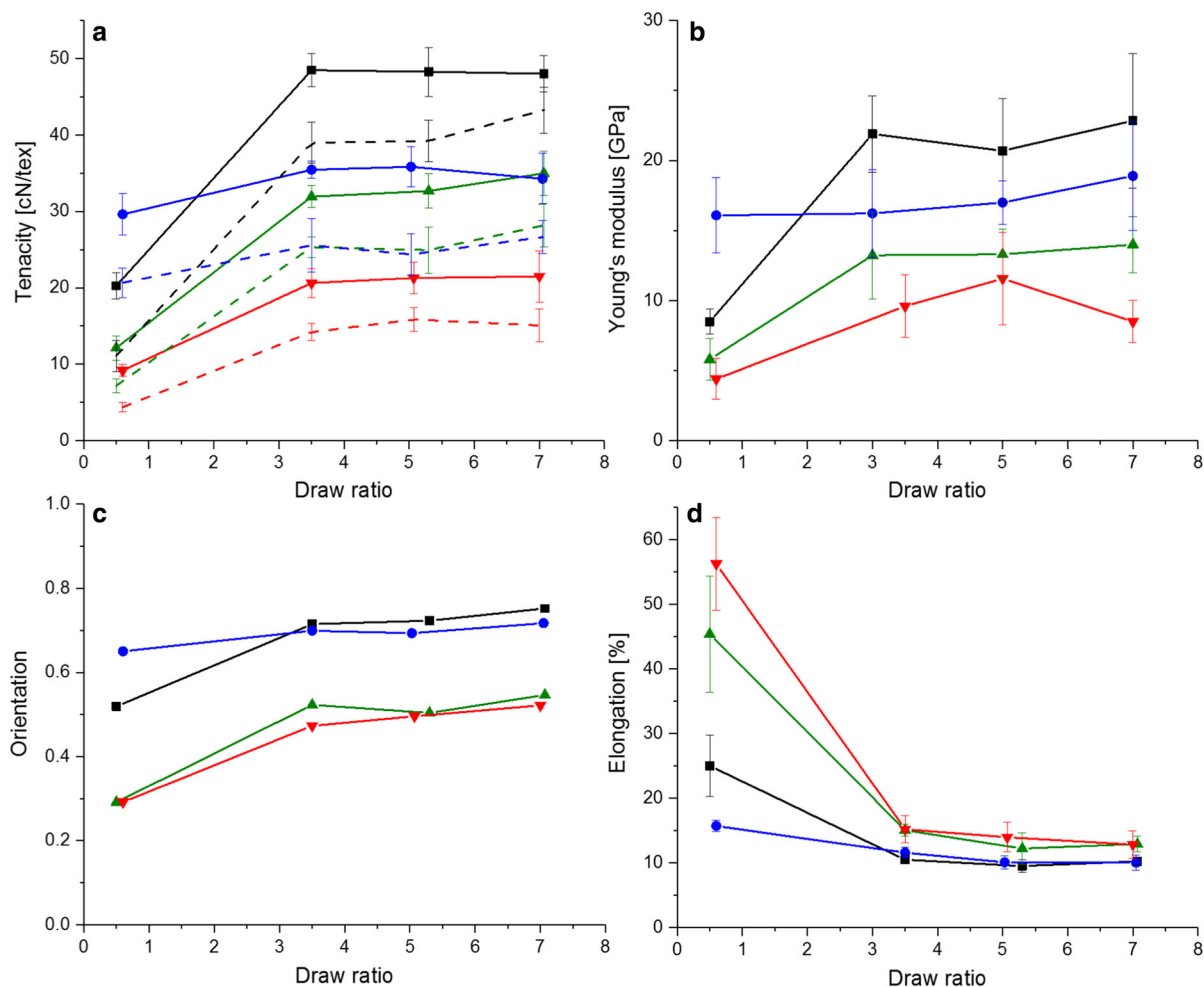 a
Tenacity [cN/tex]
50
40
30
20
10
0
0 1 2 3 4 5 6 7 8
Draw ratio
b
Young's modulus [GPa]
30
20
10
0
0 1 2 3 4 5 6 7 8
Draw ratio
c
Orientation
1.0
0.8
0.6
0.4
0.2
0.0
0 1 2 3 4 5 6 7 8
Draw ratio
d
Elongation [%]
60
50
40
30
20
10
0
0 1 2 3 4 5 6 7 8
Draw ratio